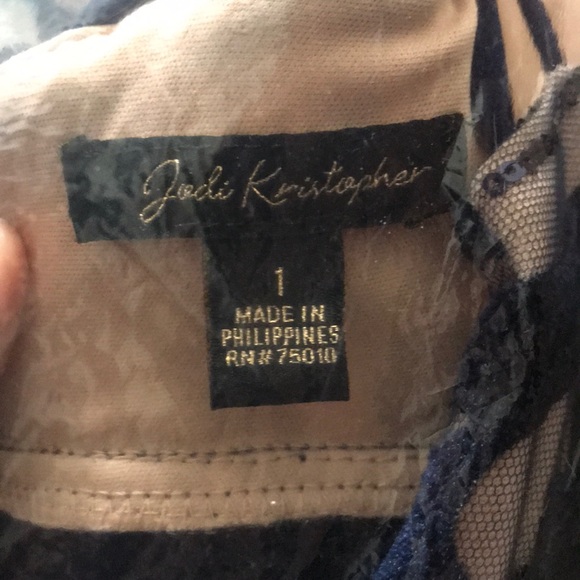 Jodi Kristopher
1
MADE IN
PHILIPPINES
RN# 75010